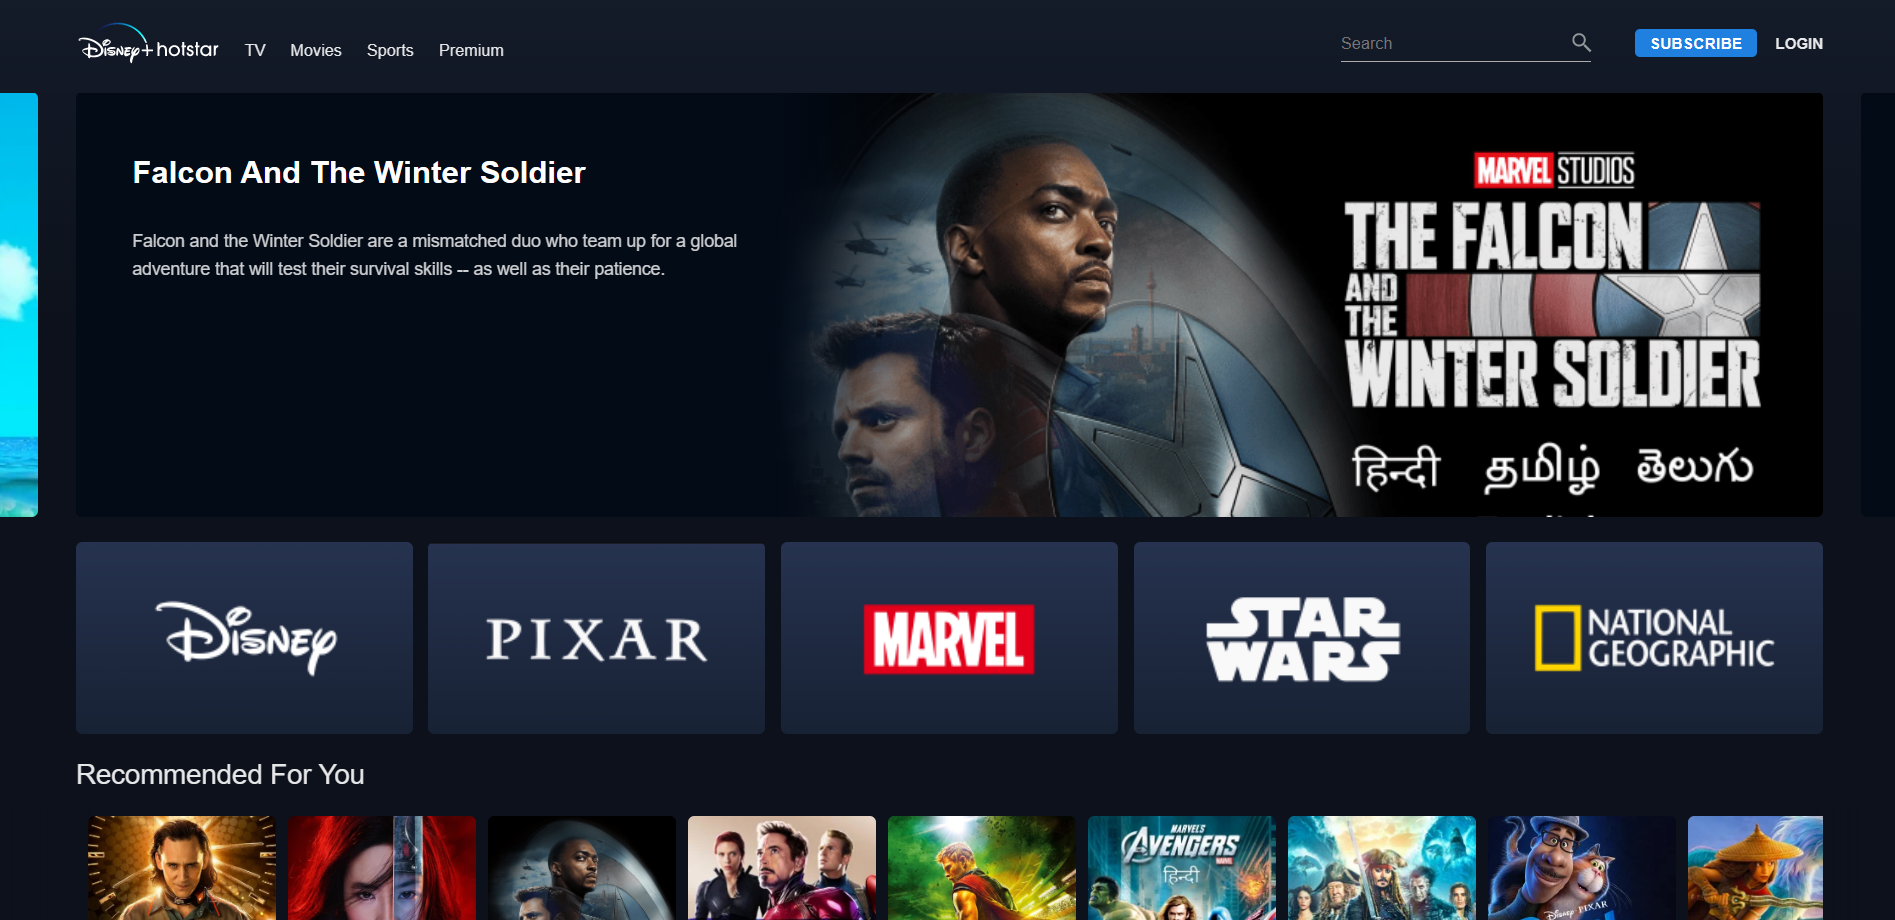 Disney+ hotstar
TV
Movies
Sports
Premium
Search
SUBSCRIBE
LOGIN
Falcon And The Winter Soldier
Falcon and the Winter Soldier are a mismatched duo who team up for a global
adventure that will test their survival skills -- as well as their patience.
MARVEL STUDIOS
THE FALCON
AND
THE
WINTER SOLDIER
हिन्दी தமிழ் తెలుగు
Disney
PIXAR
MARVEL
STAR
WARS
NATIONAL
GEOGRAPHIC
Recommended For You
MARVELS
AVENGERS
MARVEL
हिन्दी
Disney PIXAR